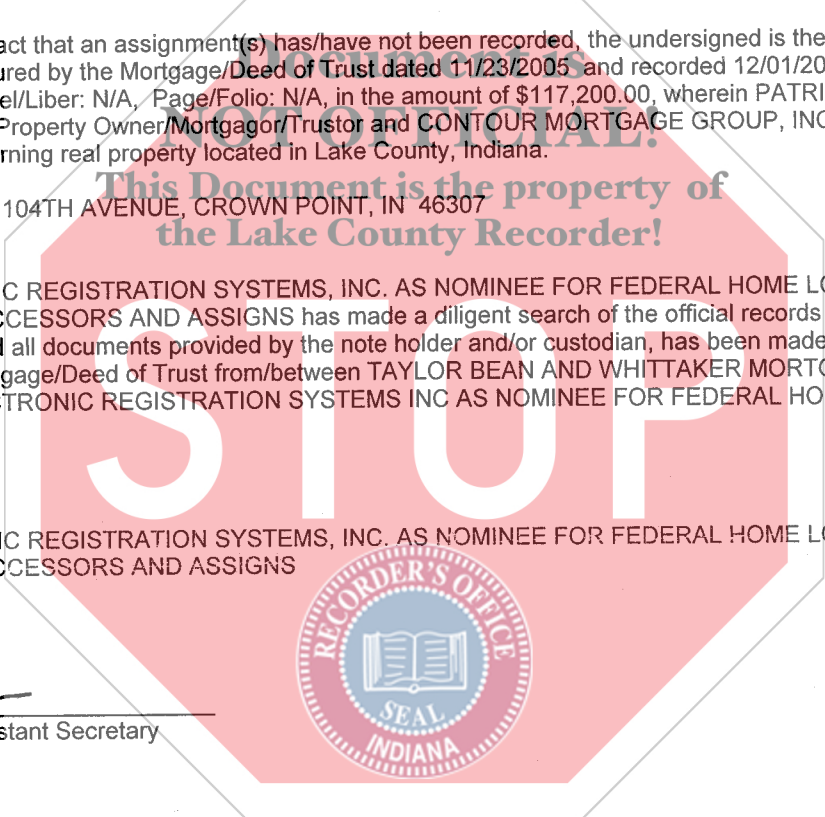 act that an assignment(s) has/have not been recorded, the undersigned is the
Document is
ured by the Mortgage/Deed of Trust dated 11/23/2005 and recorded 12/01/20
el/Liber: N/A, Page/Folio: N/A, in the amount of $117,200.00, wherein PATRI
NOT OFFICIAL!
Property Owner/Mortgagor/Trustor and CONTOUR MORTGAGE GROUP, INC
rning real property located in Lake County, Indiana.
This Document is the property of
104TH AVENUE, CROWN POINT, IN 46307
the Lake County Recorder!
IC REGISTRATION SYSTEMS, INC. AS NOMINEE FOR FEDERAL HOME LO
CCESSORS AND ASSIGNS has made a diligent search of the official records
d all documents provided by the note holder and/or custodian, has been made
gage/Deed of Trust from/between TAYLOR BEAN AND WHITTAKER MORTG
CTRONIC REGISTRATION SYSTEMS INC AS NOMINEE FOR FEDERAL HO
STOP
IC REGISTRATION SYSTEMS, INC. AS NOMINEE FOR FEDERAL HOME LO
CCESSORS AND ASSIGNS
RECORDER'S OFFICE
SEAL
INDIANA
stant Secretary